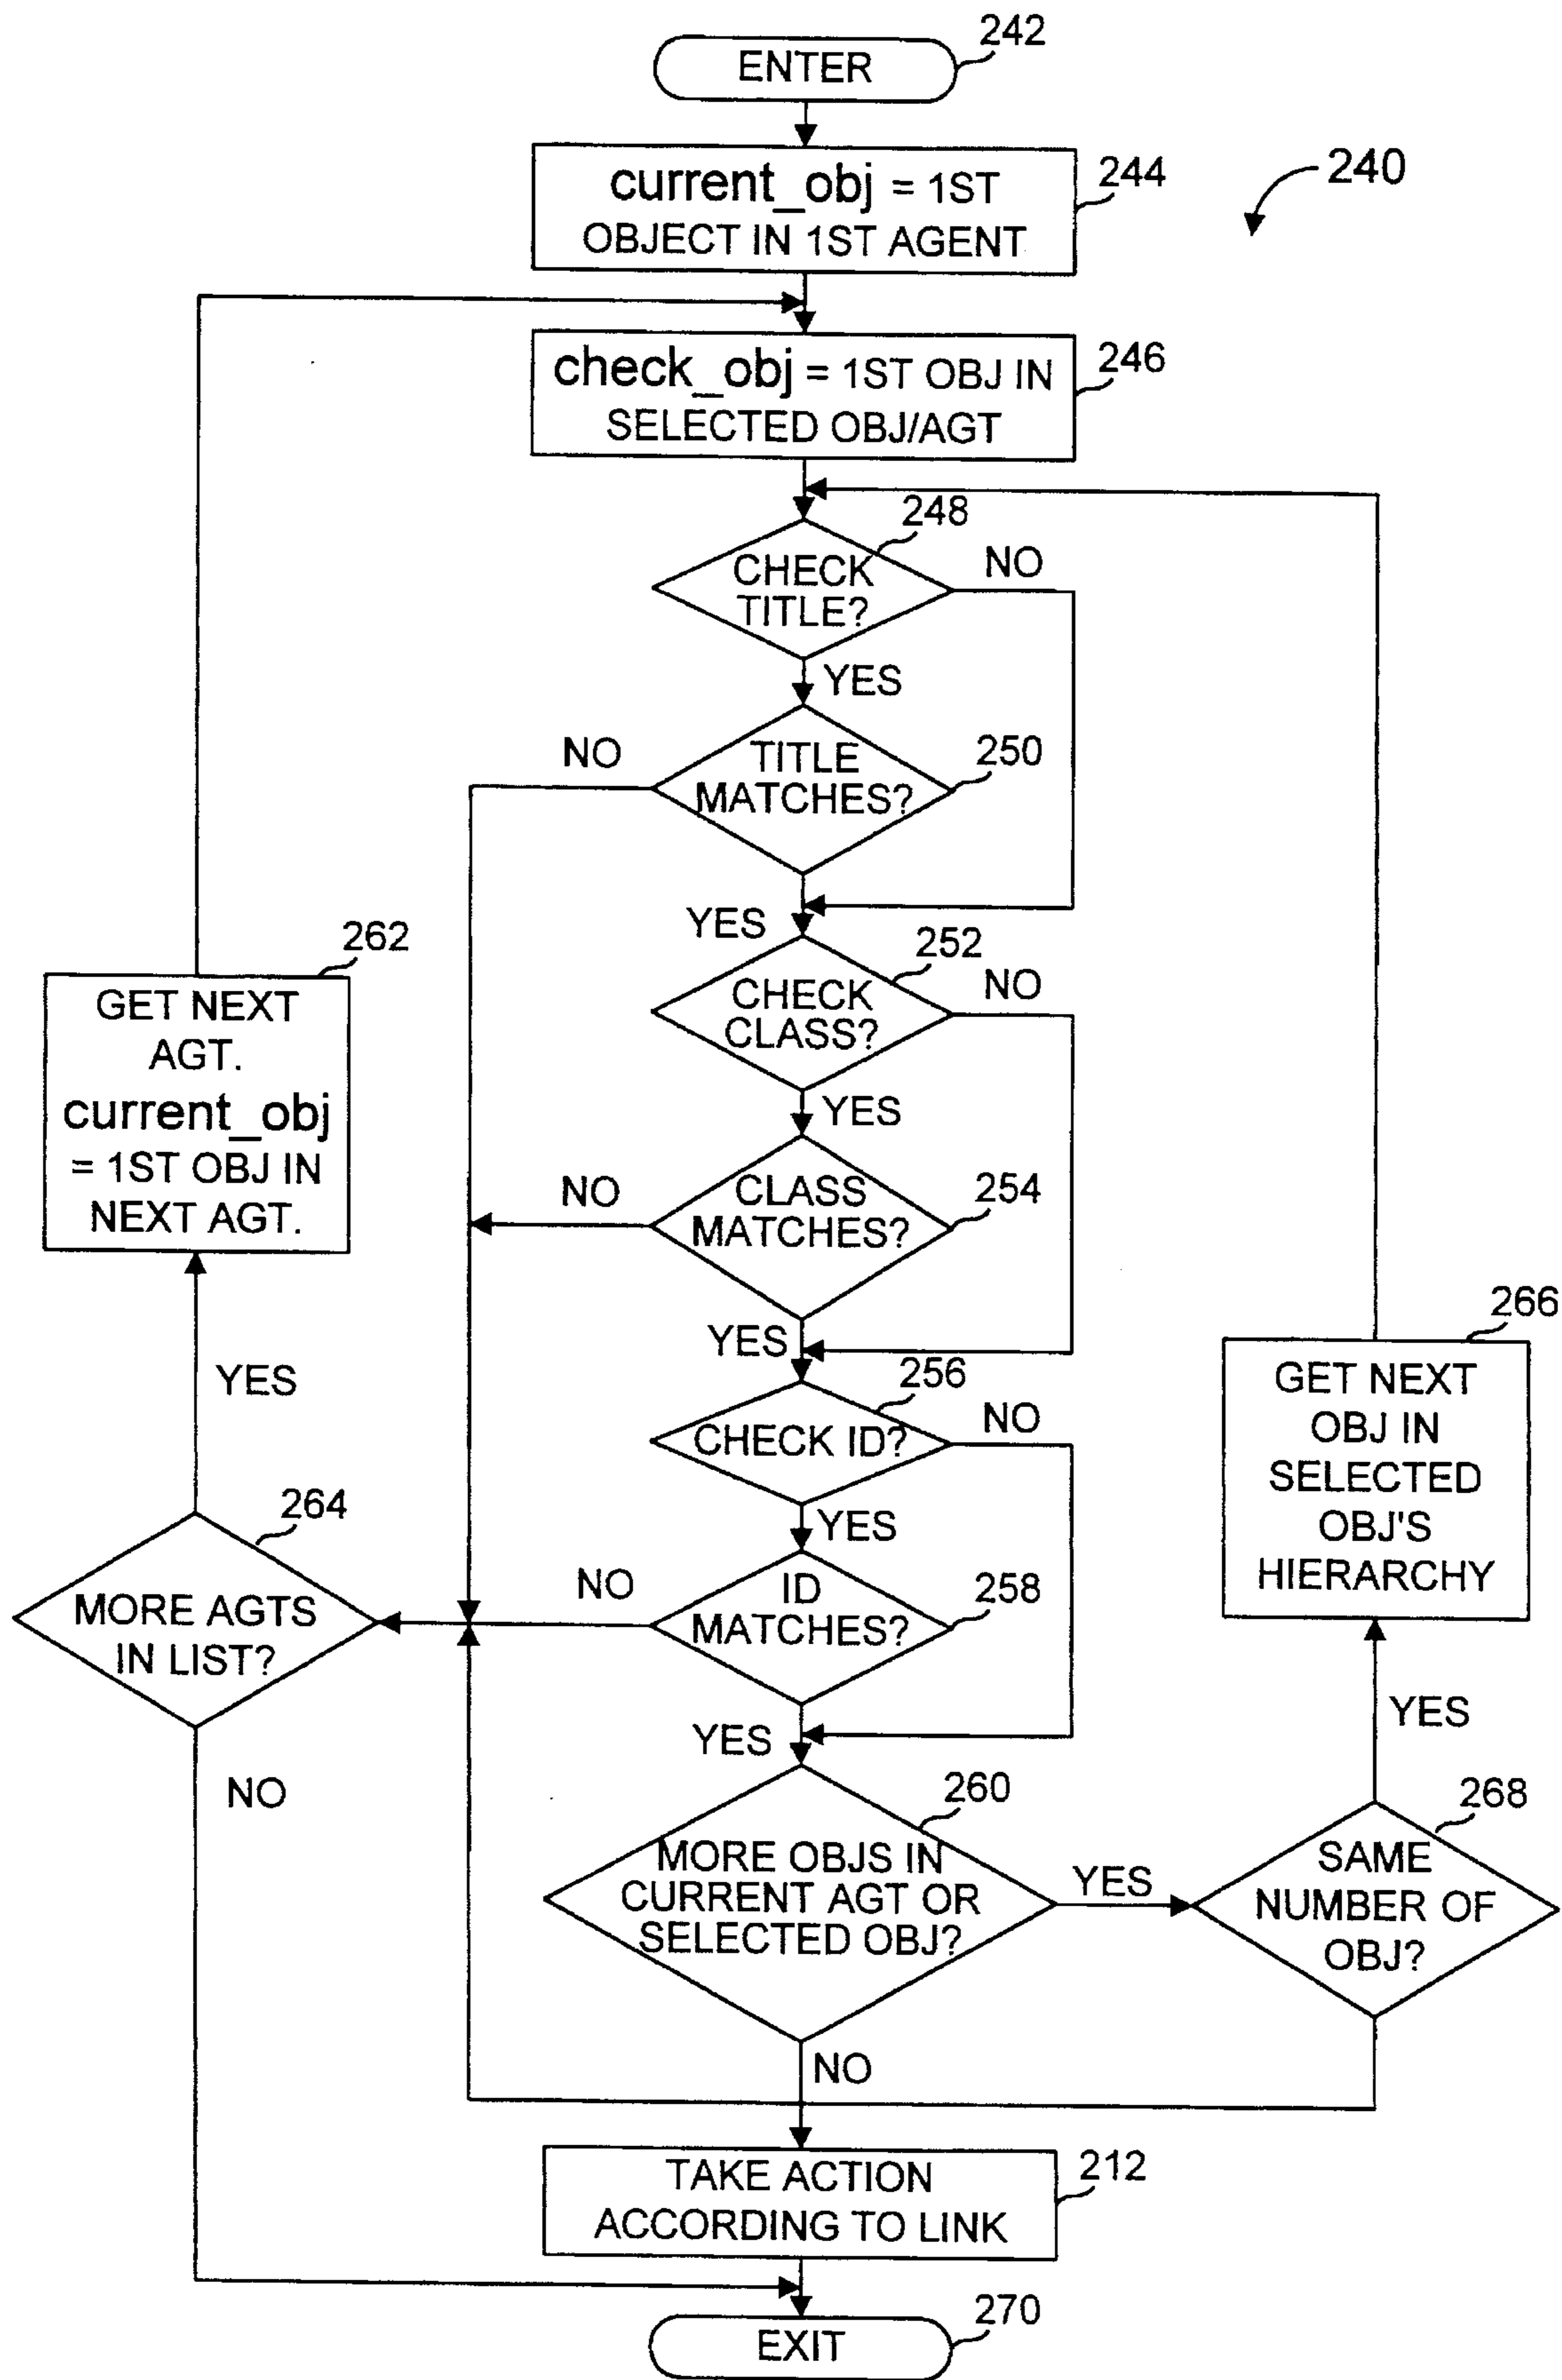 ENTER
242
current_obj = 1ST
OBJECT IN 1ST AGENT
244
240
check_obj = 1ST OBJ IN
SELECTED OBJ/AGT
246
248
CHECK
TITLE?
NO
YES
TITLE
MATCHES?
250
NO
YES
252
CHECK
CLASS?
NO
YES
CLASS
MATCHES?
254
NO
YES
256
CHECK ID?
NO
YES
ID
MATCHES?
258
NO
YES
260
MORE OBJS IN
CURRENT AGT OR
SELECTED OBJ?
YES
NO
262
GET NEXT
AGT.
current_obj
= 1ST OBJ IN
NEXT AGT.
YES
264
MORE AGTS
IN LIST?
NO
266
GET NEXT
OBJ IN
SELECTED
OBJ'S
HIERARCHY
YES
268
SAME
NUMBER OF
OBJ?
TAKE ACTION
ACCORDING TO LINK
212
EXIT
270